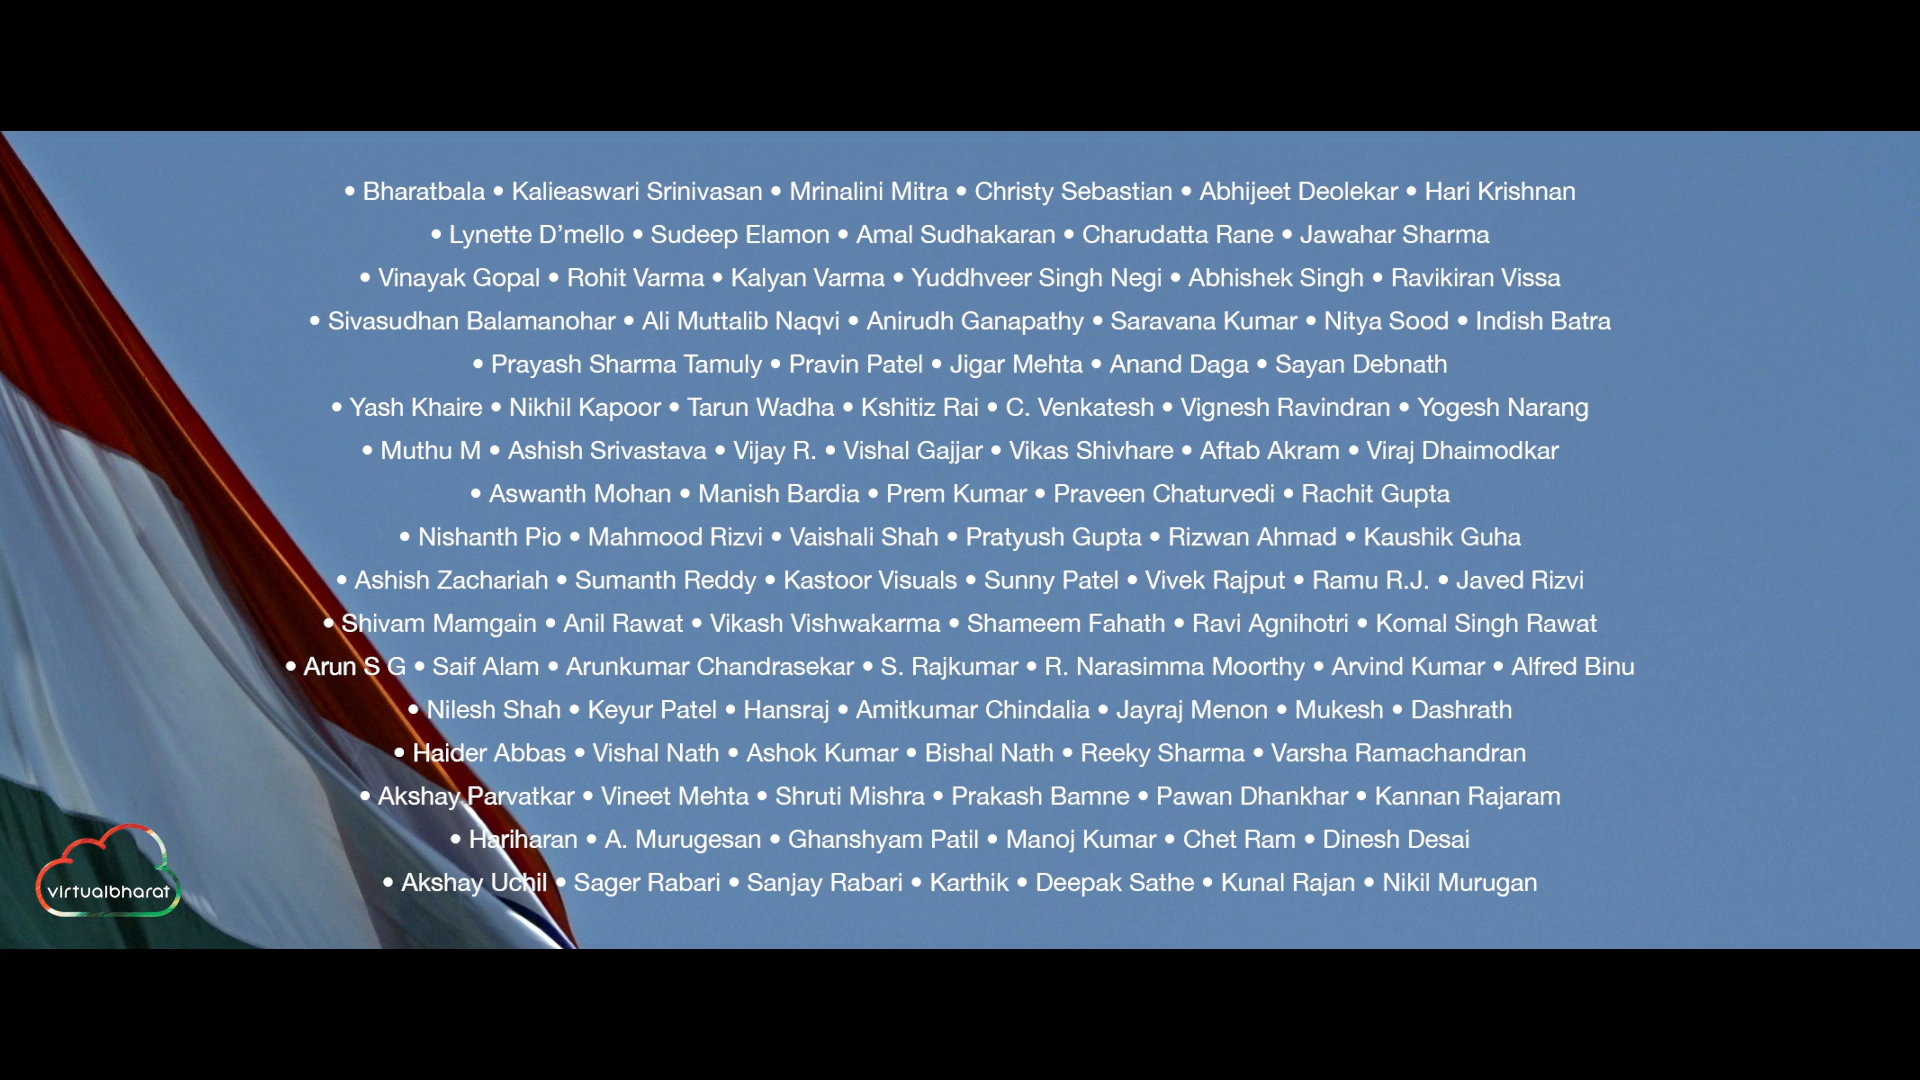 • Bharatbala • Kalieaswari Srinivasan • Mrinalini Mitra • Christy Sebastian • Abhijeet Deolekar • Hari Krishnan
• Lynette D’mello • Sudeep Elamon • Amal Sudhakaran • Charudatta Rane • Jawahar Sharma
• Vinayak Gopal • Rohit Varma • Kalyan Varma • Yuddhveer Singh Negi • Abhishek Singh • Ravikiran Vissa
• Sivasudhan Balamanohar • Ali Muttalib Naqvi • Anirudh Ganapathy • Saravana Kumar • Nitya Sood • Indish Batra
• Prayash Sharma Tamuly • Pravin Patel • Jigar Mehta • Anand Daga • Sayan Debnath
• Yash Khaire • Nikhil Kapoor • Tarun Wadha • Kshitiz Rai • C. Venkatesh • Vignesh Ravindran • Yogesh Narang
• Muthu M • Ashish Srivastava • Vijay R. • Vishal Gajjar • Vikas Shivhare • Aftab Akram • Viraj Dhaimodkar
• Aswanth Mohan • Manish Bardia • Prem Kumar • Praveen Chaturvedi • Rachit Gupta
• Nishanth Pio • Mahmood Rizvi • Vaishali Shah • Pratyush Gupta • Rizwan Ahmad • Kaushik Guha
• Ashish Zachariah • Sumanth Reddy • Kastoor Visuals • Sunny Patel • Vivek Rajput • Ramu R.J. • Javed Rizvi
• Shivam Mamgain • Anil Rawat • Vikash Vishwakarma • Shameem Fahath • Ravi Agnihotri • Komal Singh Rawat
• Arun S G • Saif Alam • Arunkumar Chandrasekar • S. Rajkumar • R. Narasimma Moorthy • Arvind Kumar • Alfred Binu
• Nilesh Shah • Keyur Patel • Hansraj • Amitkumar Chindalia • Jayraj Menon • Mukesh • Dashrath
• Haider Abbas • Vishal Nath • Ashok Kumar • Bishal Nath • Reeky Sharma • Varsha Ramachandran
• Akshay Parvatkar • Vineet Mehta • Shruti Mishra • Prakash Bamne • Pawan Dhankhar • Kannan Rajaram
• Hariharan • A. Murugesan • Ghanshyam Patil • Manoj Kumar • Chet Ram • Dinesh Desai
• Akshay Uchil • Sager Rabari • Sanjay Rabari • Karthik • Deepak Sathe • Kunal Rajan • Nikil Murugan
virtualbharat